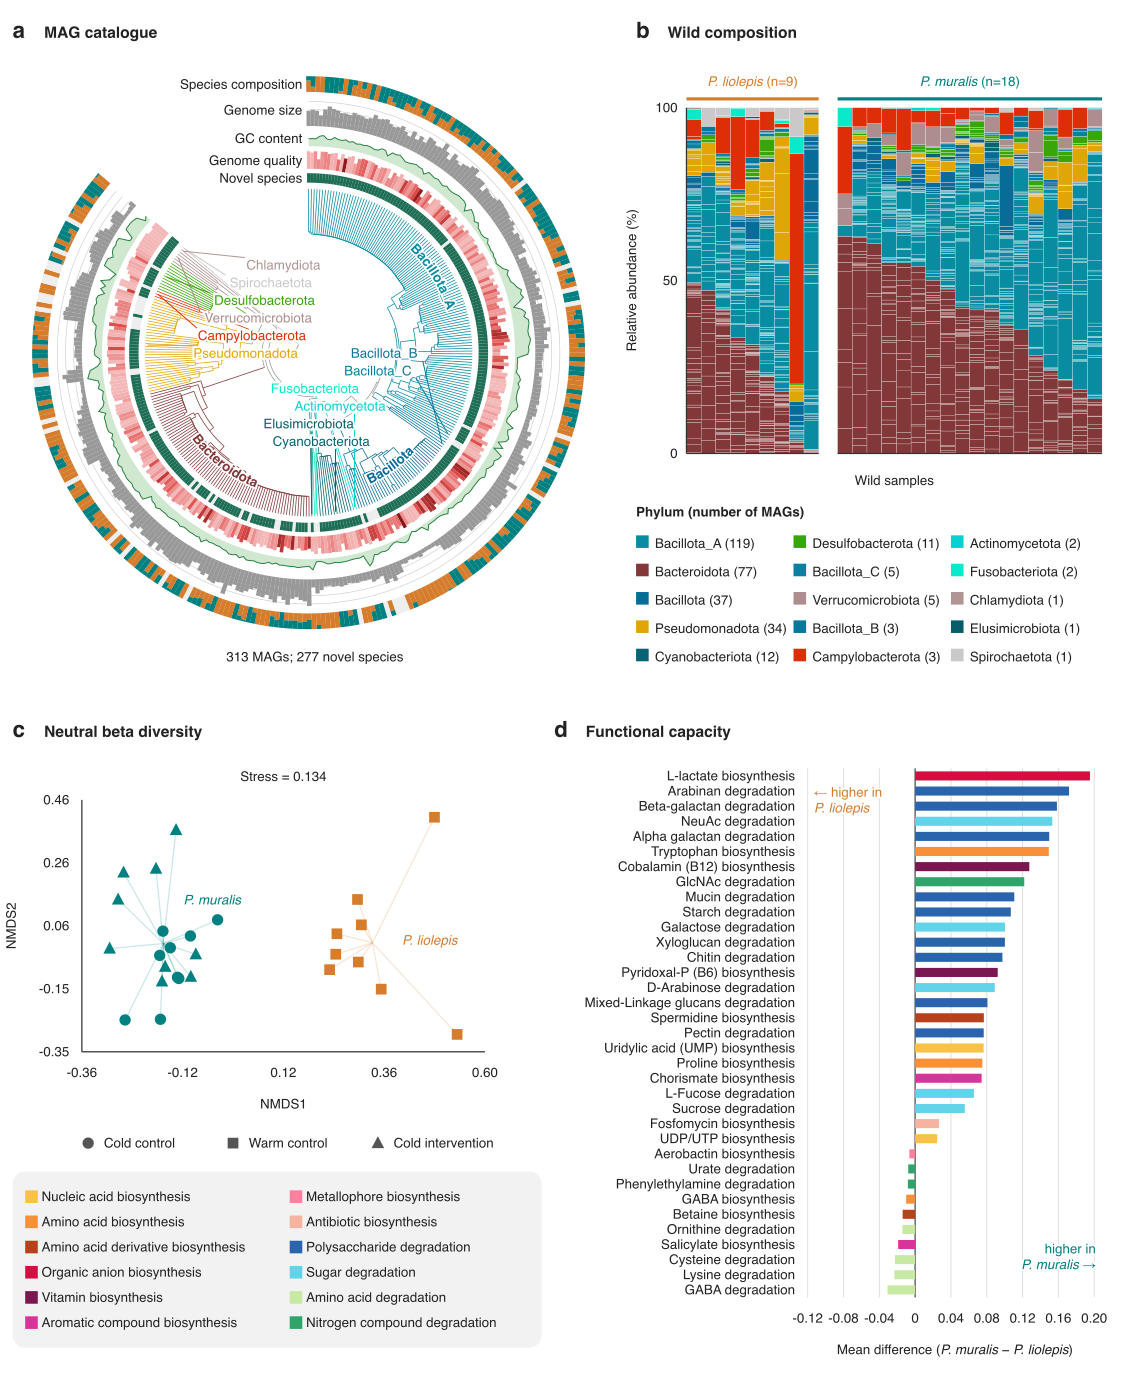 a MAG catalogue
Species composition
Genome size
GC content
Genome quality
Novel species
Bacillota_A
Chlamydiota
Spirochaetota
Desulfobacterota
Verrucomicrobiota
Campylobacterota
Pseudomonadota
Bacillota_B
Bacillota_C
Fusobacteriota
Actinomycetota
Elusimicrobiota
Cyanobacteriota
Bacteroidota
Bacillota
313 MAGs; 277 novel species
b Wild composition
P. liolepis (n=9)
P. muralis (n=18)
100
50
0
Relative abundance (%)
Wild samples
Phylum (number of MAGs)
Bacillota_A (119)
Desulfobacterota (11)
Actinomycetota (2)
Bacteroidota (77)
Bacillota_C (5)
Fusobacteriota (2)
Bacillota (37)
Verrucomicrobiota (5)
Chlamydiota (1)
Pseudomonadota (34)
Bacillota_B (3)
Elusimicrobiota (1)
Cyanobacteriota (12)
Campylobacterota (3)
Spirochaetota (1)
c Neutral beta diversity
Stress = 0.134
0.46
0.26
0.06
-0.15
-0.35
NMDS2
P. muralis
P. liolepis
-0.36
-0.12
0.12
0.36
0.60
NMDS1
Cold control
Warm control
Cold intervention
Nucleic acid biosynthesis
Amino acid biosynthesis
Amino acid derivative biosynthesis
Organic anion biosynthesis
Vitamin biosynthesis
Aromatic compound biosynthesis
Metallophore biosynthesis
Antibiotic biosynthesis
Polysaccharide degradation
Sugar degradation
Amino acid degradation
Nitrogen compound degradation
d Functional capacity
L-lactate biosynthesis
Arabinan degradation
Beta-galactan degradation
NeuAc degradation
Alpha galactan degradation
Tryptophan biosynthesis
Cobalamin (B12) biosynthesis
GlcNAc degradation
Mucin degradation
Starch degradation
Galactose degradation
Xyloglucan degradation
Chitin degradation
Pyridoxal-P (B6) biosynthesis
D-Arabinose degradation
Mixed-Linkage glucans degradation
Spermidine biosynthesis
Pectin degradation
Uridylic acid (UMP) biosynthesis
Proline biosynthesis
Chorismate biosynthesis
L-Fucose degradation
Sucrose degradation
Fosfomycin biosynthesis
UDP/UTP biosynthesis
Aerobactin biosynthesis
Urate degradation
Phenylethylamine degradation
GABA biosynthesis
Betaine biosynthesis
Ornithine degradation
Salicylate biosynthesis
Cysteine degradation
Lysine degradation
GABA degradation
← higher in
P. liolepis
higher in
P. muralis →
-0.12
-0.08
-0.04
0
0.04
0.08
0.12
0.16
0.20
Mean difference (P. muralis − P. liolepis)